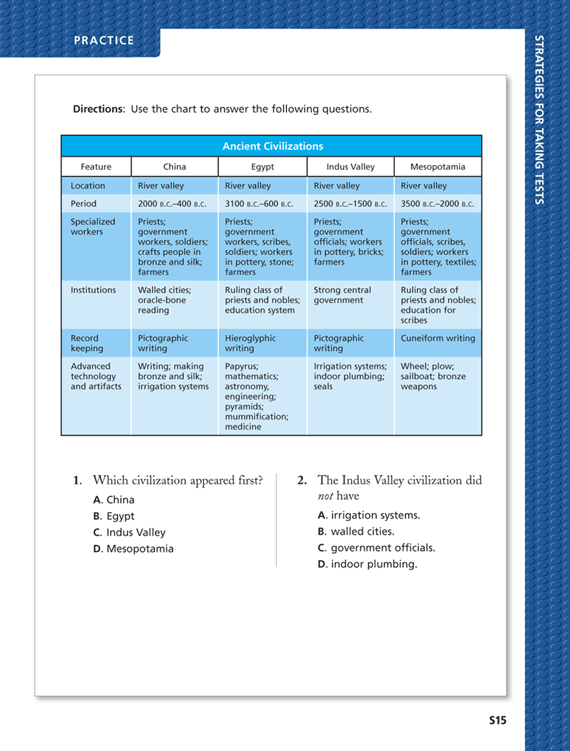 PRACTICE
STRATEGIES FOR TAKING TESTS
Directions: Use the chart to answer the following questions.
Ancient Civilizations
Feature China Egypt Indus Valley Mesopotamia
Location River valley River valley River valley River valley
Period 2000 B.C.–400 B.C. 3100 B.C.–600 B.C. 2500 B.C.–1500 B.C. 3500 B.C.–2000 B.C.
Specialized Priests; Priests; Priests; Priests;
workers government government government government
workers, soldiers; workers, scribes, officials; workers officials, scribes,
crafts people in soldiers; workers in pottery, bricks; soldiers; workers
bronze and silk; in pottery, stone; farmers in pottery, textiles;
farmers farmers farmers
Institutions Walled cities; Ruling class of Strong central Ruling class of
oracle-bone priests and nobles; government priests and nobles;
reading education system education for
scribes
Record Pictographic Hieroglyphic Pictographic Cuneiform writing
keeping writing writing writing
Advanced Writing; making Papyrus; Irrigation systems; Wheel; plow;
technology bronze and silk; mathematics; indoor plumbing; sailboat; bronze
and artifacts irrigation systems astronomy, seals weapons
engineering;
pyramids;
mummification;
medicine
1. Which civilization appeared first?
A. China
B. Egypt
C. Indus Valley
D. Mesopotamia
2. The Indus Valley civilization did
not have
A. irrigation systems.
B. walled cities.
C. government officials.
D. indoor plumbing.
S15